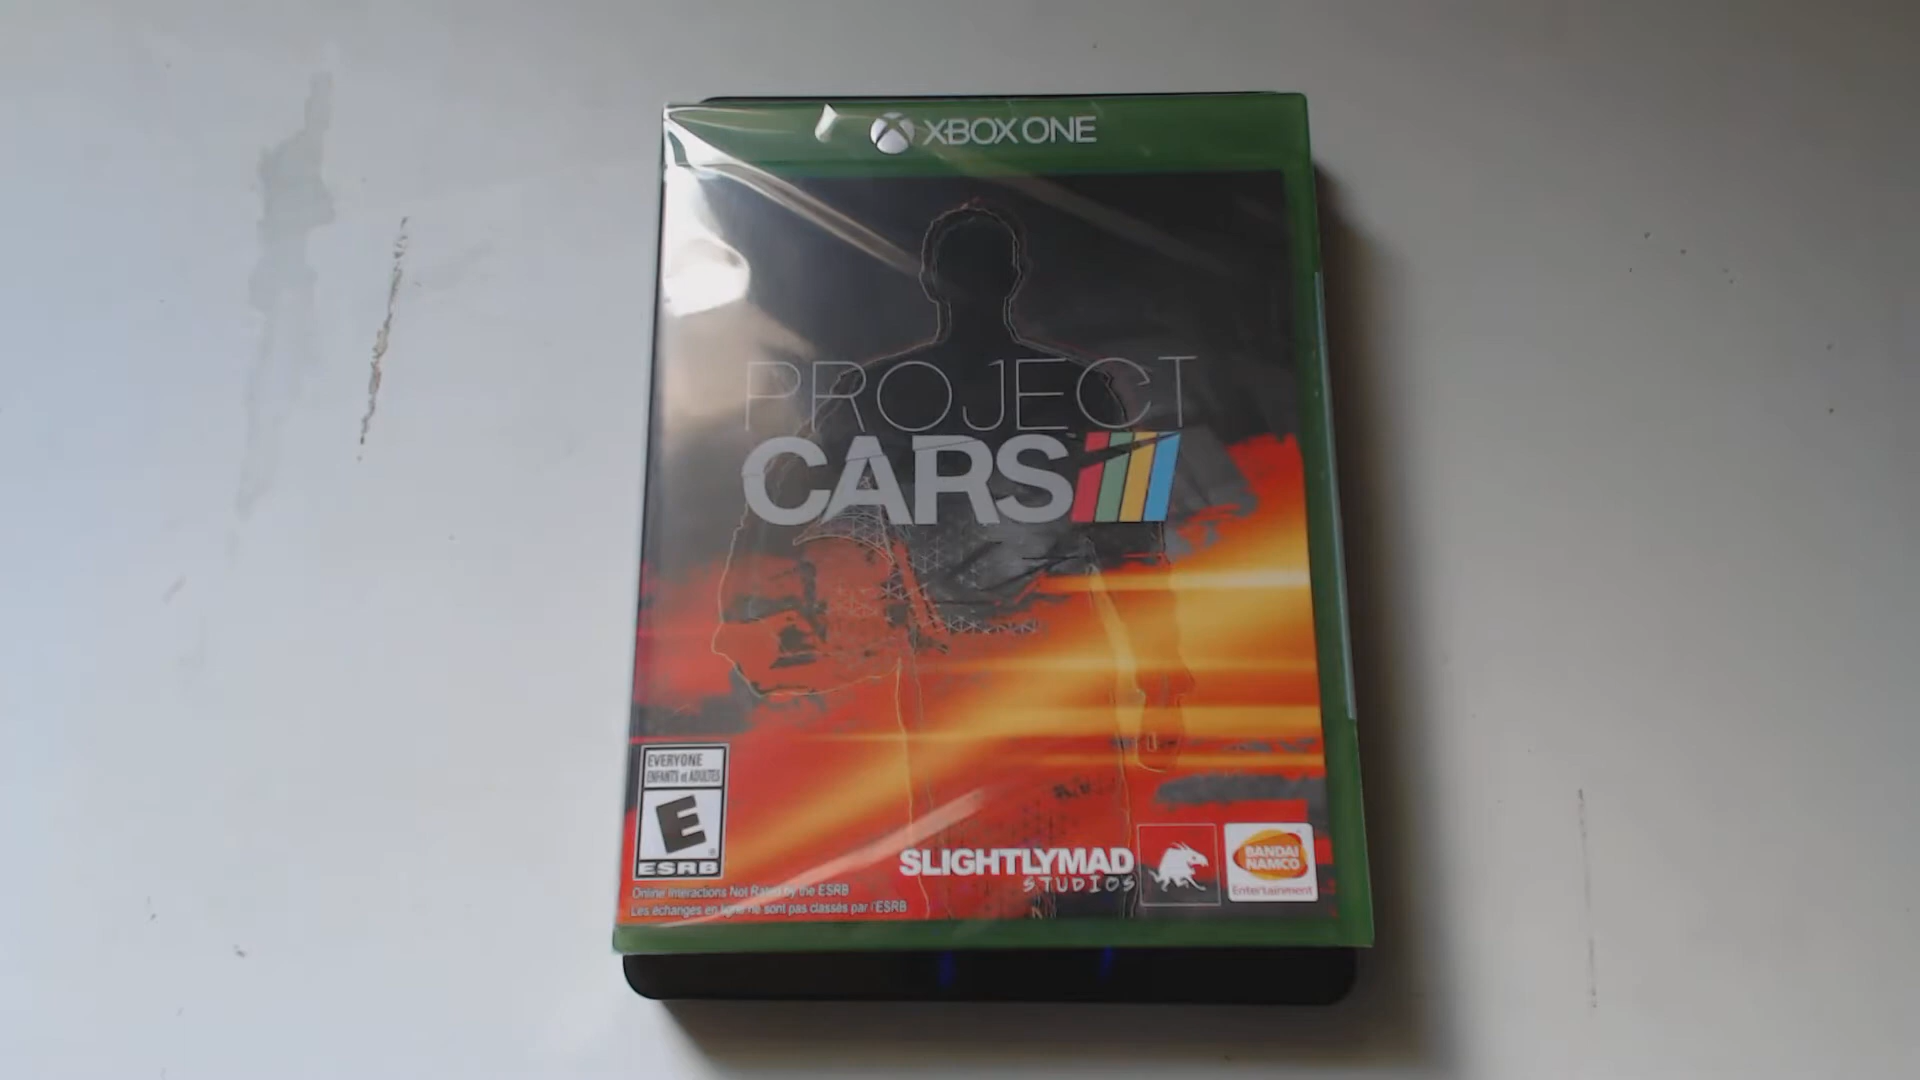 XBOX ONE
PROJECT
CARS
EVERYONE
ENFANTS et ADULTES
E
ESRB
SLIGHTLYMAD
STUDIOS
BANDAI
NAMCO
Entertainment
Online Interactions Not Rated by the ESRB
Les échanges en ligne ne sont pas classés par l'ESRB